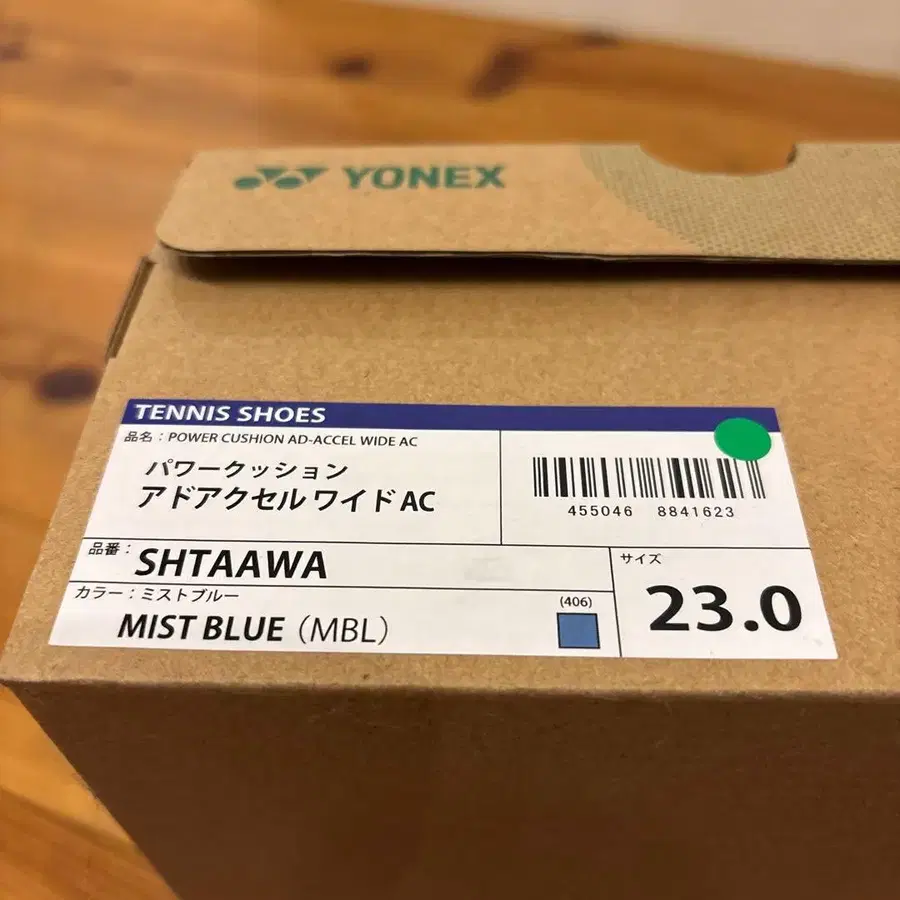 YONEX
TENNIS SHOES
品名：POWER CUSHION AD-ACCEL WIDE AC
パワークッション
アドアクセル ワイド AC
455046 8841623
品番：SHTAAWA
サイズ
23.0
カラー：ミストブルー
MIST BLUE（MBL）
(406)